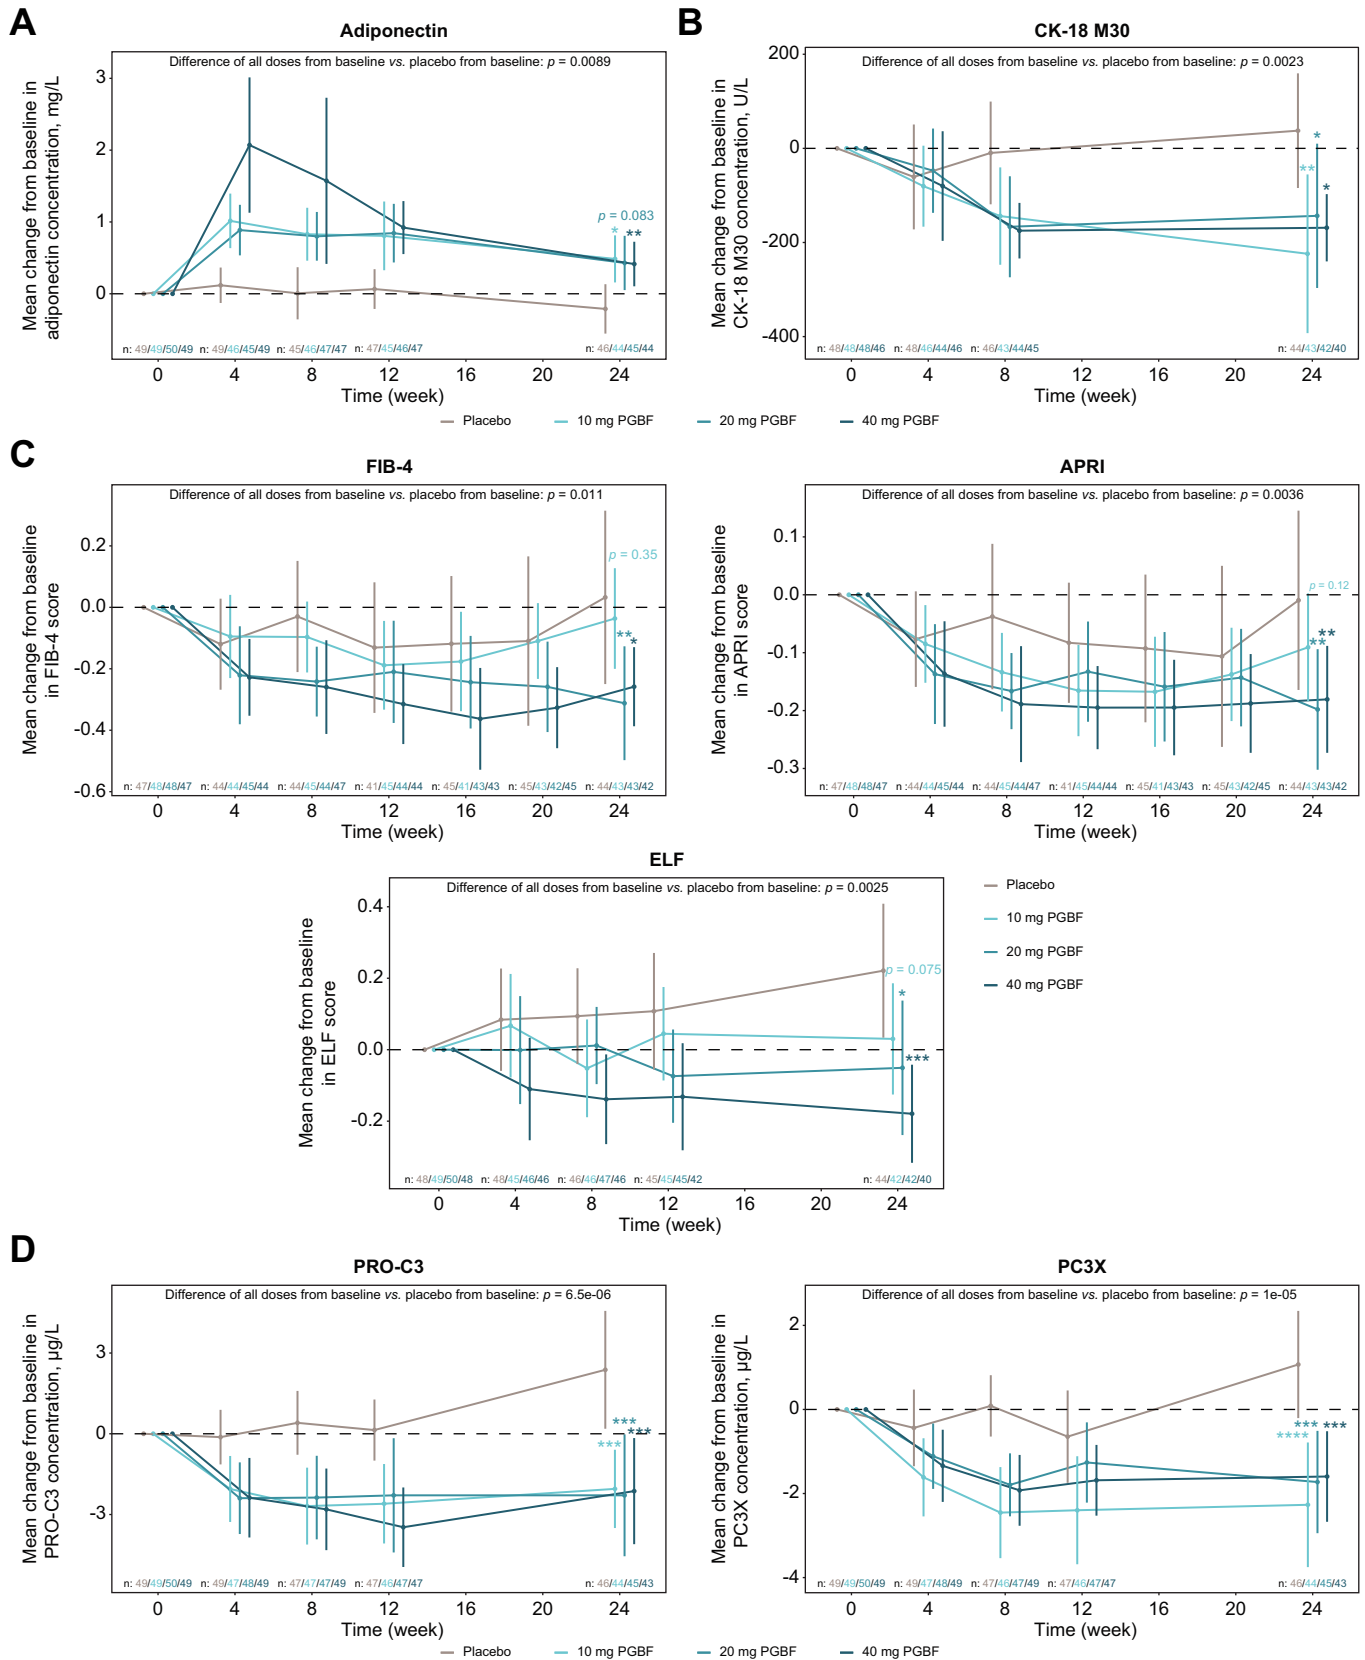 A
Adiponectin
Difference of all doses from baseline vs. placebo from baseline: p = 0.0089
Mean change from baseline in
adiponectin concentration, mg/L
3
2
1
0
p = 0.083
*
**
n: 49/49/50/49
n: 49/46/45/49
n: 45/46/47/47
n: 47/45/46/47
n: 46/44/45/44
0 4 8 12 16 20 24
Time (week)
B
CK-18 M30
Difference of all doses from baseline vs. placebo from baseline: p = 0.0023
Mean change from baseline in
CK-18 M30 concentration, U/L
200
0
-200
-400
*
**
*
n: 48/48/48/46
n: 48/46/44/46
n: 46/43/44/45
n: 44/43/42/40
0 4 8 12 16 20 24
Time (week)
Placebo 10 mg PGBF 20 mg PGBF 40 mg PGBF
C
FIB-4
Difference of all doses from baseline vs. placebo from baseline: p = 0.011
Mean change from baseline
in FIB-4 score
0.2
0.0
-0.2
-0.4
-0.6
p = 0.35
**
*
n: 47/48/48/47
n: 44/44/45/44
n: 44/45/44/47
n: 41/45/44/44
n: 45/41/43/43
n: 45/43/42/45
n: 44/43/43/42
0 4 8 12 16 20 24
Time (week)
APRI
Difference of all doses from baseline vs. placebo from baseline: p = 0.0036
Mean change from baseline
in APRI score
0.1
0.0
-0.1
-0.2
-0.3
p = 0.12
**
**
n: 47/48/48/47
n: 44/44/45/44
n: 44/45/44/47
n: 41/45/44/44
n: 45/41/43/43
n: 45/43/42/45
n: 44/43/43/42
0 4 8 12 16 20 24
Time (week)
ELF
Difference of all doses from baseline vs. placebo from baseline: p = 0.0025
Mean change from baseline
in ELF score
0.4
0.2
0.0
-0.2
p = 0.075
*
***
n: 48/49/50/48
n: 48/45/46/46
n: 46/46/47/46
n: 45/45/45/42
n: 44/42/42/40
0 4 8 12 16 20 24
Time (week)
Placebo
10 mg PGBF
20 mg PGBF
40 mg PGBF
D
PRO-C3
Difference of all doses from baseline vs. placebo from baseline: p = 6.5e-06
Mean change from baseline in
PRO-C3 concentration, µg/L
3
0
-3
***
***
***
n: 49/49/50/49
n: 49/47/48/49
n: 47/47/47/49
n: 47/46/47/47
n: 46/44/45/43
0 4 8 12 16 20 24
Time (week)
PC3X
Difference of all doses from baseline vs. placebo from baseline: p = 1e-05
Mean change from baseline in
PC3X concentration, µg/L
2
0
-2
-4
***
***
****
n: 49/49/50/49
n: 49/47/48/49
n: 47/46/47/49
n: 47/46/47/47
n: 46/44/45/43
0 4 8 12 16 20 24
Time (week)
Placebo 10 mg PGBF 20 mg PGBF 40 mg PGBF